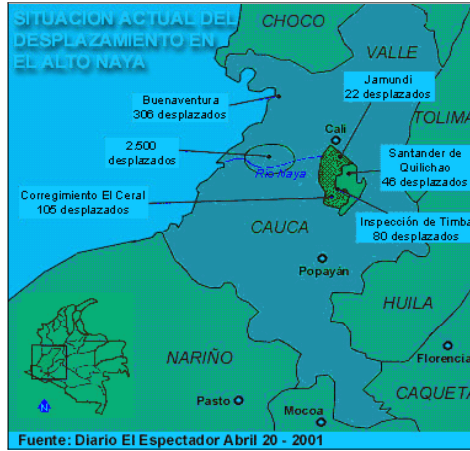 SITUACION ACTUAL DEL
DESPLAZAMIENTO EN
EL ALTO NAYA
CHOCO
VALLE
TOLIMA
Jamundi
22 desplazados
Buenaventura
306 desplazados
Cali
2.500
desplazados
Santander de
Quilichao
46 desplazados
Río Naya
Corregimiento El Ceral
105 desplazados
Inspección de Timba
80 desplazados
CAUCA
Popayán
HUILA
NARIÑO
Florencia
CAQUETA
Pasto
Mocoa
N
Fuente: Diario El Espectador Abril 20 - 2001